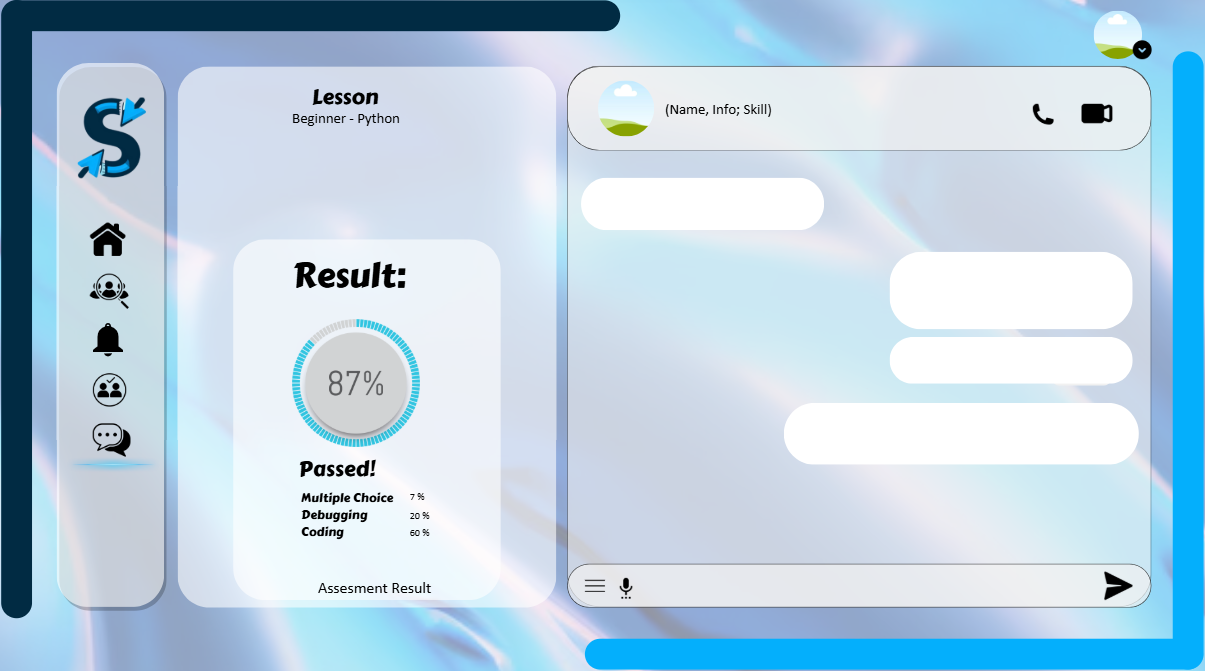 Lesson
Beginner - Python
Result:
87%
Passed!
Multiple Choice 7 %
Debugging 20 %
Coding 60 %
Assesment Result
(Name, Info; Skill)